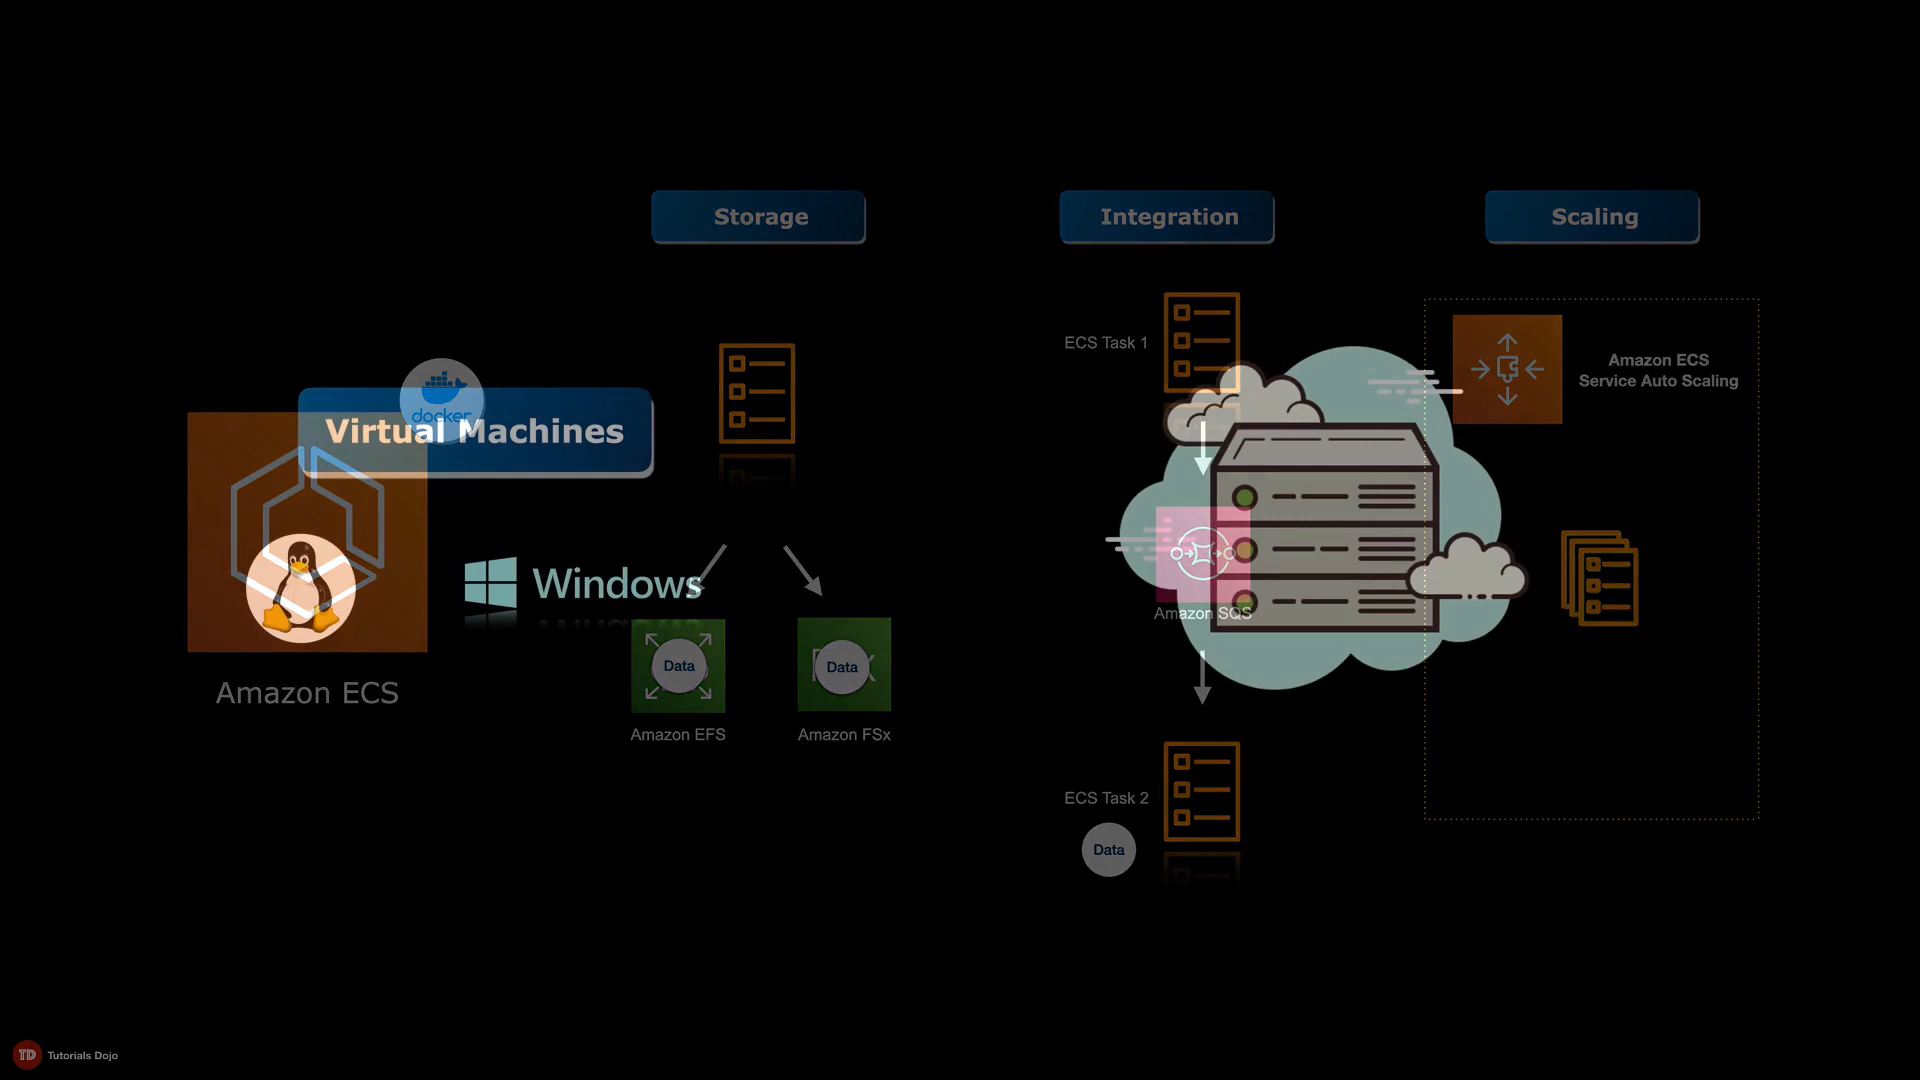 Storage
Integration
Scaling
ECS Task 1
Amazon ECS
Service Auto Scaling
docker
Virtual Machines
Windows
Amazon SQS
Data
Data
Amazon ECS
Amazon EFS
Amazon FSx
ECS Task 2
Data
TD Tutorials Dojo